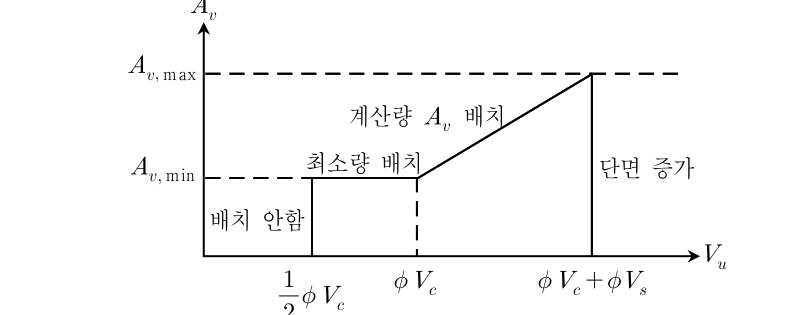 A_v
A_{v, max}
계산량 A_v 배치
A_{v, min}
최소량 배치
단면 증가
배치 안함
V_u
\frac{1}{2} ϕ V_c
ϕ V_c
ϕ V_c + ϕ V_s